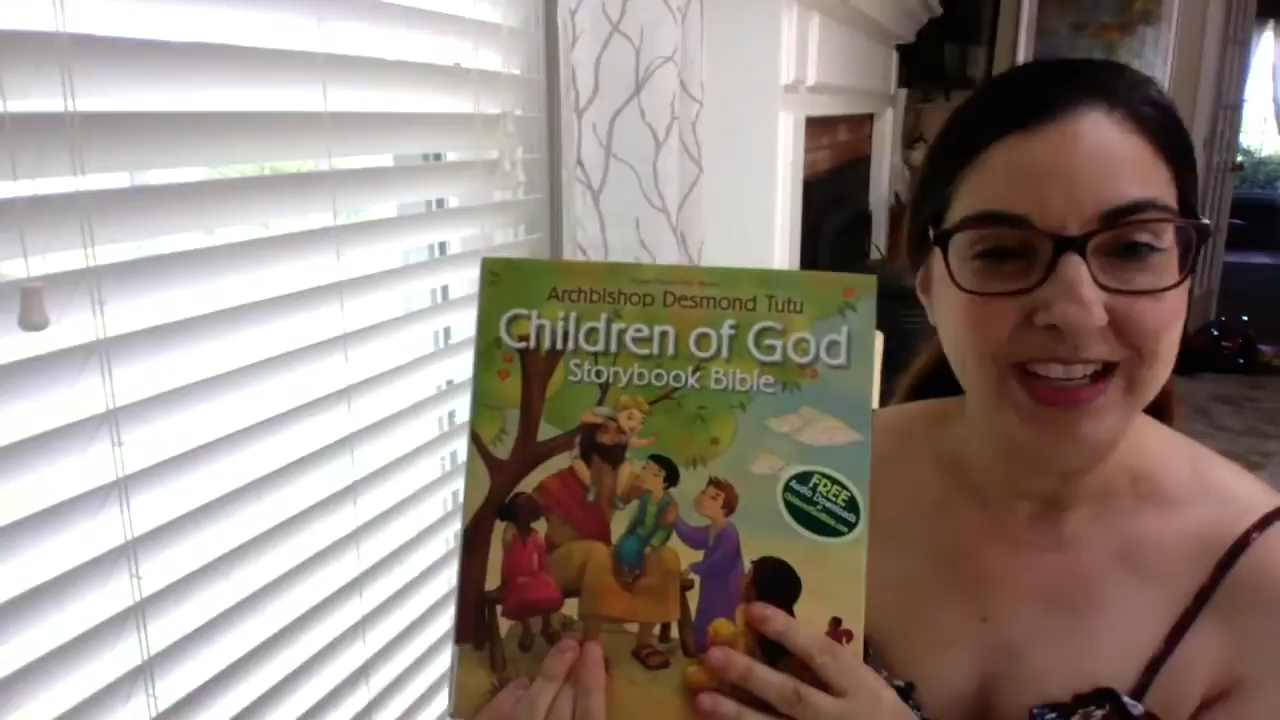 Archbishop Desmond Tutu
Children of God
Storybook Bible
FREE
Audio Downloads